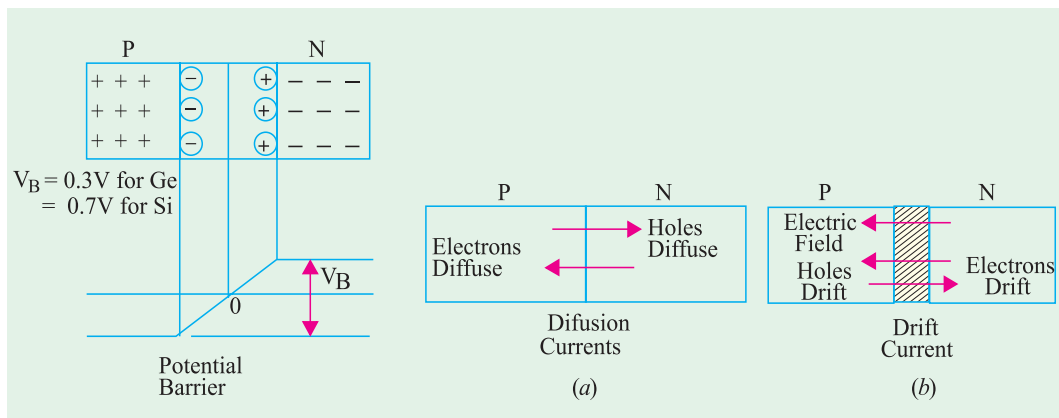 P N
+ + + − + − − −
+ + + − + − − −
+ + + − + − − −
V_B = 0.3V for Ge
= 0.7V for Si
V_B
0
Potential
Barrier
P N
Electrons
Diffuse
Holes
Diffuse
Difusion
Currents
(a)
P N
Electric
Field
Holes
Drift
Electrons
Drift
Drift
Current
(b)